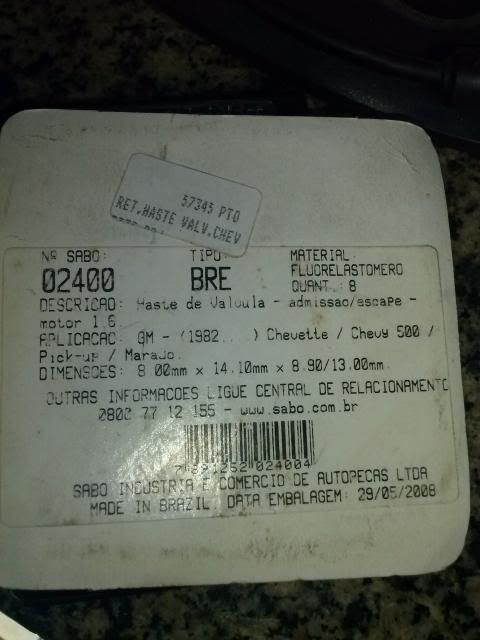 57345 PTO
RET.HASTE VALV.CHEV
Nº SABO: TIPO MATERIAL
02400 BRE FLUORELASTOMERO
QUANT.: 8
DESCRICAO: Haste de Valvula - admissao/escape -
motor 1.6
APLICACAO: GM - (1982....) Chevette / Chevy 500 /
Pick-up / Marajo.
DIMENSOES: 8.00mm x 14.10mm x 8.90/13.00mm
OUTRAS INFORMACOES LIGUE CENTRAL DE RELACIONAMENTO
0800 77 12 155 - www.sabo.com.br
7 891252 024004
SABO INDUSTRIA E COMERCIO DE AUTOPECAS LTDA
MADE IN BRAZIL. DATA EMBALAGEM: 29/05/2008